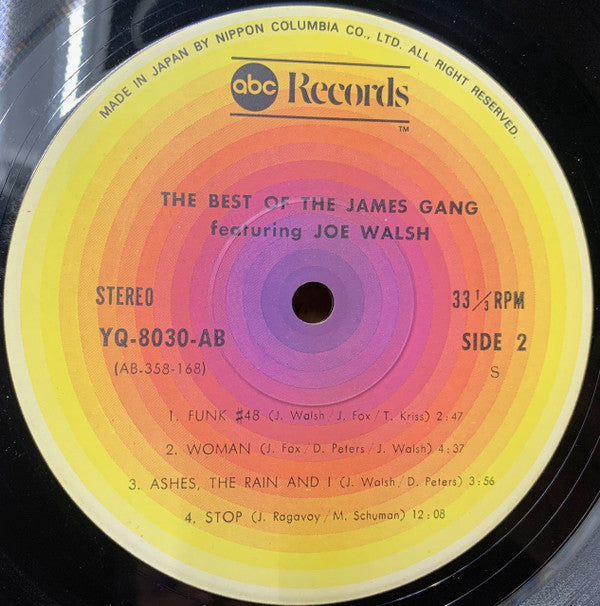 MADE IN JAPAN BY NIPPON COLUMBIA CO., LTD. ALL RIGHT RESERVED.
abc Records
TM
THE BEST OF THE JAMES GANG
featuring JOE WALSH
STEREO 33 1/3 RPM
YQ-8030-AB SIDE 2
(AB-358-168) S
1. FUNK #48 (J. Walsh/J. Fox/T. Kriss) 2:47
2. WOMAN (J. Fox/D. Peters/J. Walsh) 4:37
3. ASHES, THE RAIN AND I (J. Walsh/D. Peters) 3:56
4. STOP (J. Ragavoy/M. Schuman) 12:08